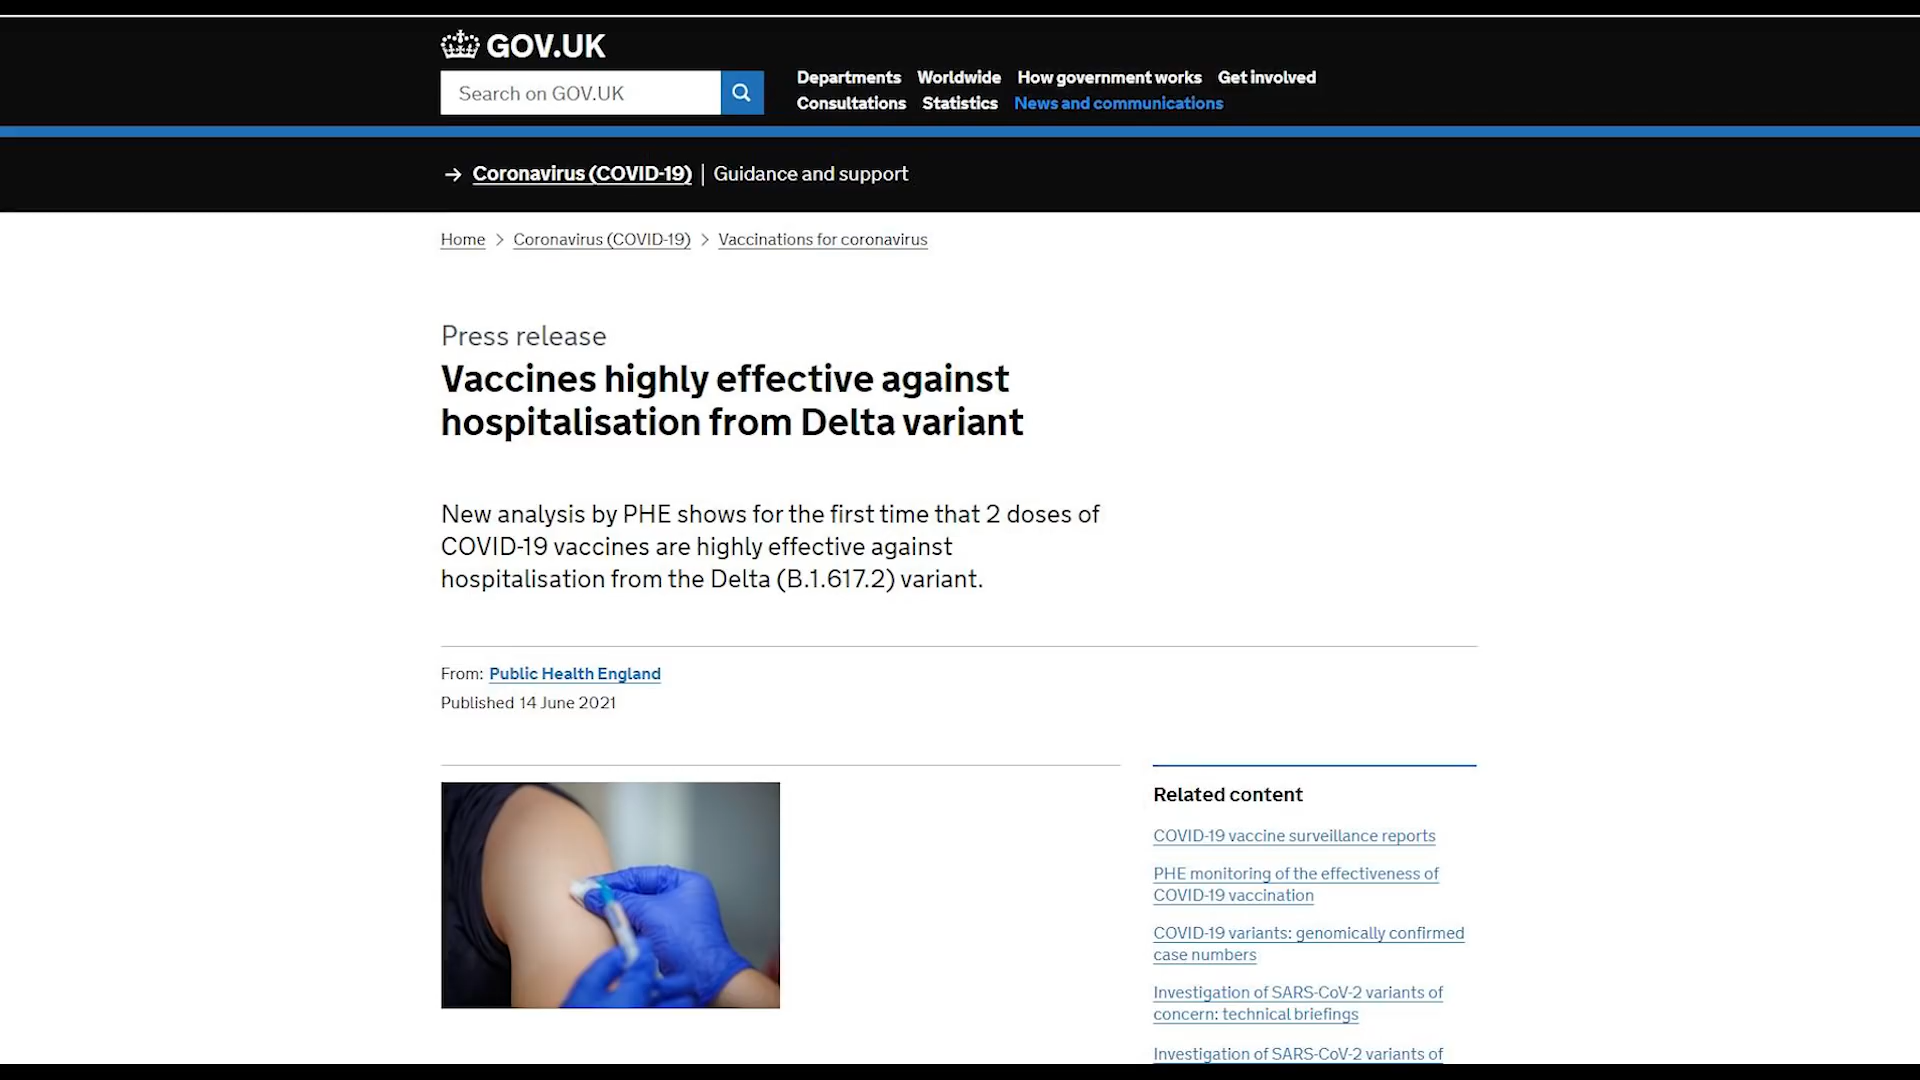 GOV.UK
Search on GOV.UK
Departments Worldwide How government works Get involved
Consultations Statistics News and communications
→ Coronavirus (COVID-19) | Guidance and support
Home > Coronavirus (COVID-19) > Vaccinations for coronavirus
Press release
Vaccines highly effective against
hospitalisation from Delta variant
New analysis by PHE shows for the first time that 2 doses of
COVID-19 vaccines are highly effective against
hospitalisation from the Delta (B.1.617.2) variant.
From: Public Health England
Published 14 June 2021
Related content
COVID-19 vaccine surveillance reports
PHE monitoring of the effectiveness of
COVID-19 vaccination
COVID-19 variants: genomically confirmed
case numbers
Investigation of SARS-CoV-2 variants of
concern: technical briefings
Investigation of SARS-CoV-2 variants of